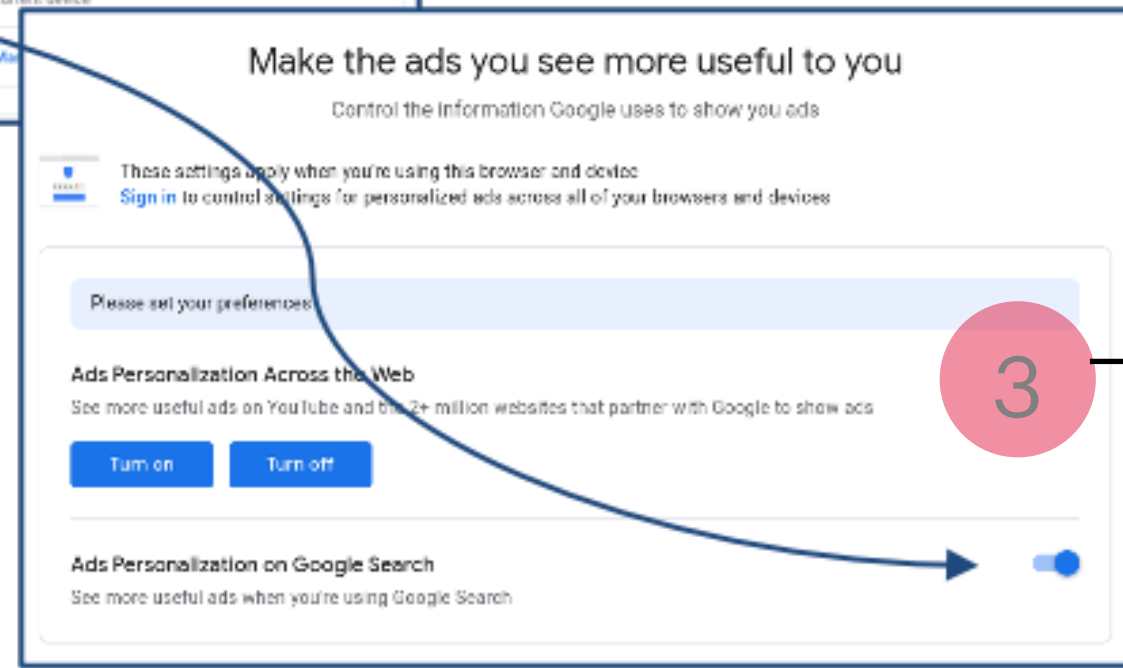 Make the ads you see more useful to you
Control the information Google uses to show you ads
These settings apply when you're using this browser and device
Sign in to control settings for personalized ads across all of your browsers and devices
Please set your preferences
3
Ads Personalization Across the Web
See more useful ads on YouTube and the 2+ million websites that partner with Google to show ads
Turn on
Turn off
Ads Personalization on Google Search
See more useful ads when you're using Google Search